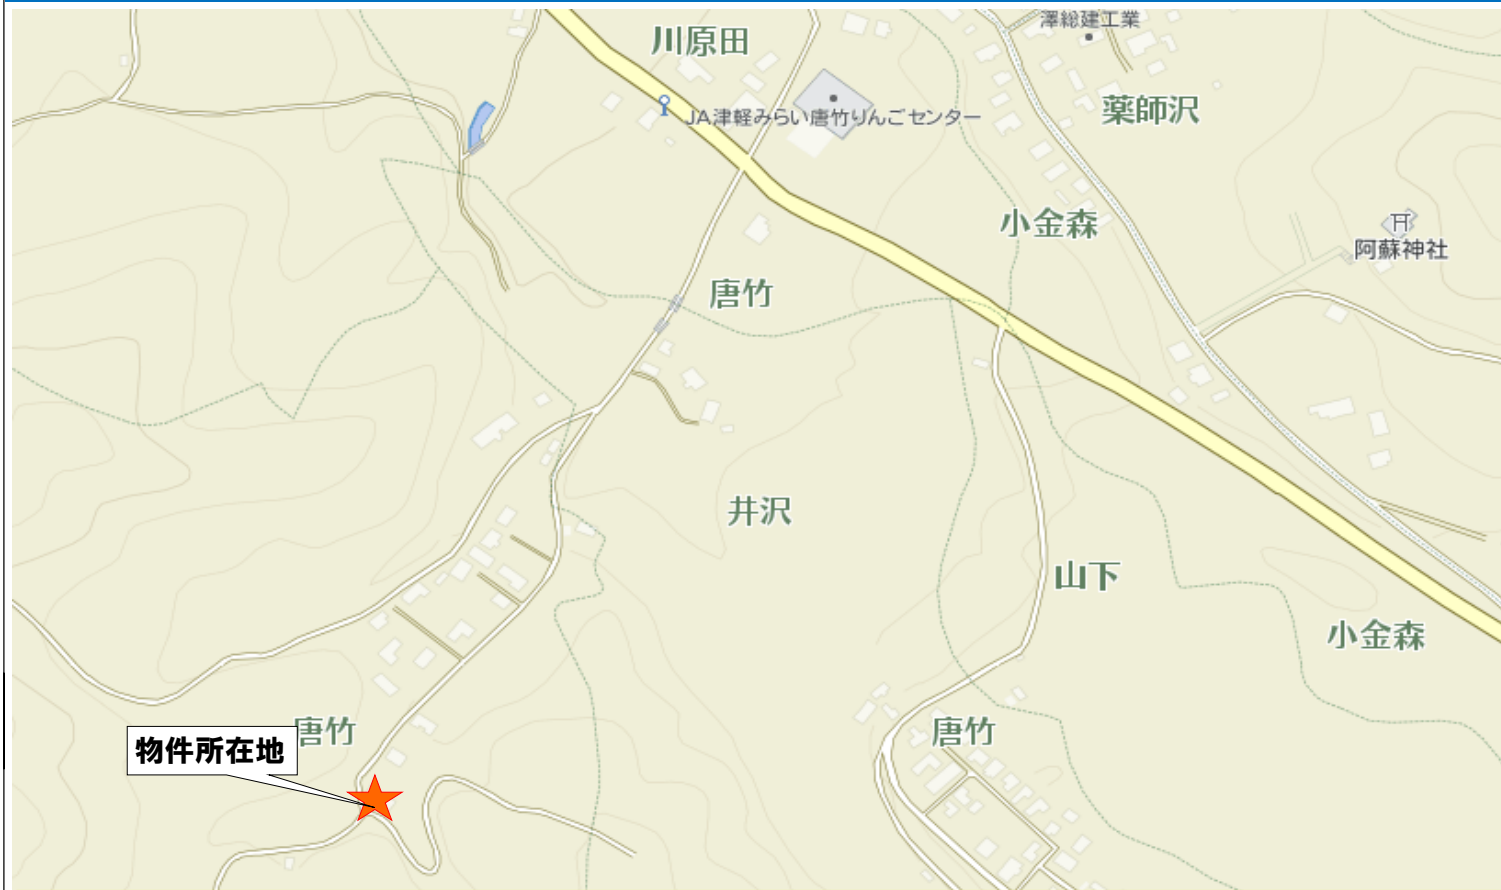 澤総建工業
川原田
薬師沢
JA津軽みらい唐竹りんごセンター
小金森
阿蘇神社
唐竹
井沢
山下
小金森
唐竹
唐竹
物件所在地